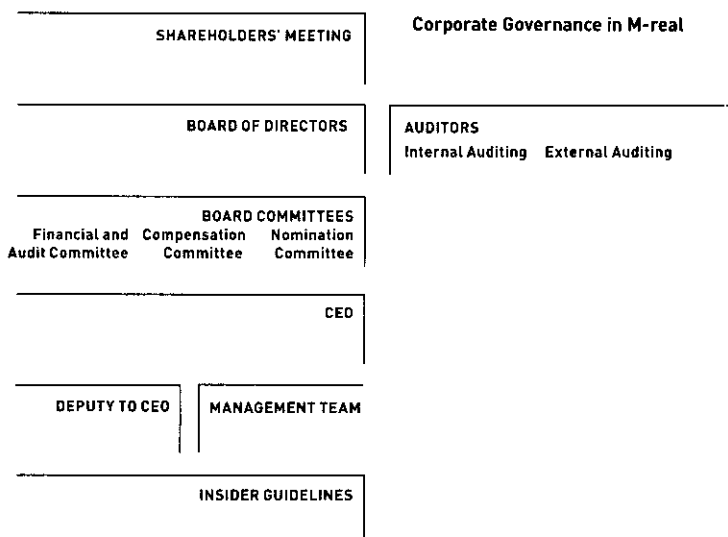 Corporate Governance in M-real
SHAREHOLDERS' MEETING
BOARD OF DIRECTORS
AUDITORS
Internal Auditing External Auditing
BOARD COMMITTEES
Financial and Compensation Nomination
Audit Committee Committee Committee
CEO
DEPUTY TO CEO MANAGEMENT TEAM
INSIDER GUIDELINES